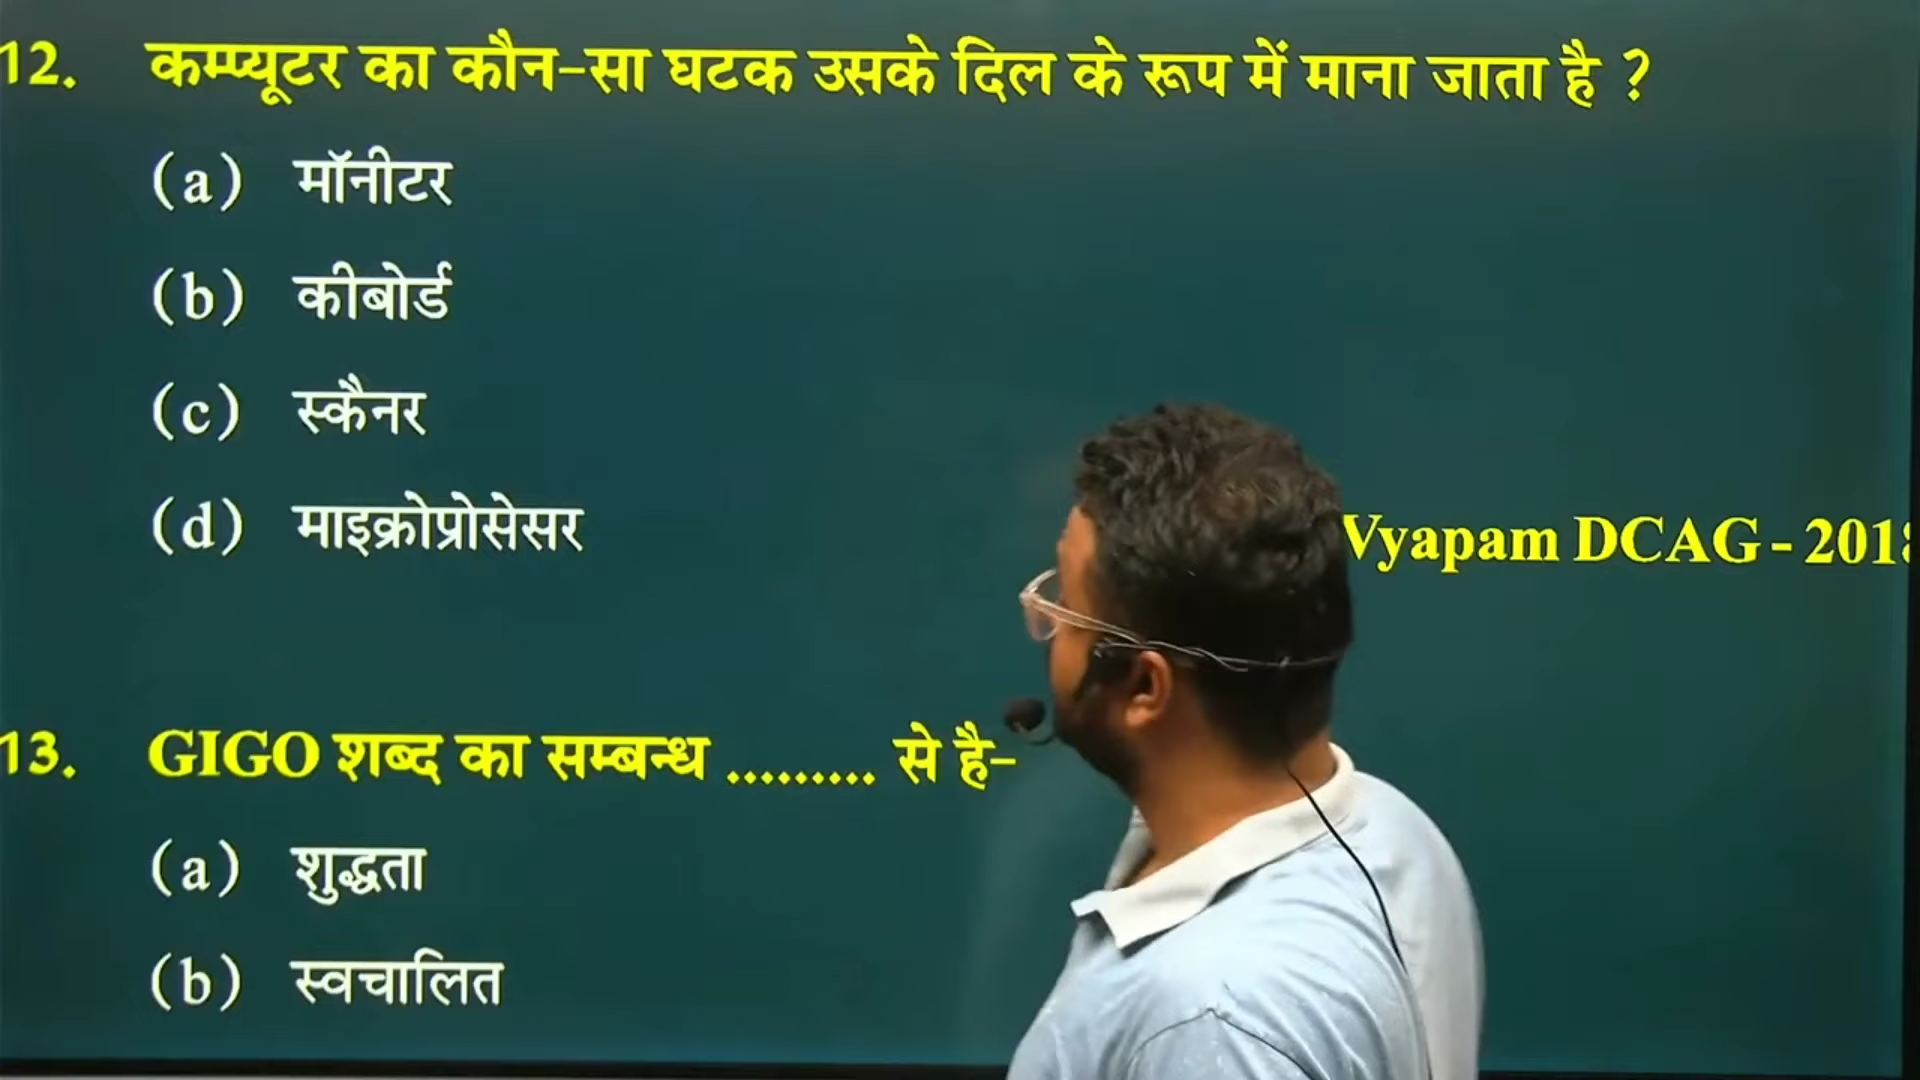 12. कम्प्यूटर का कौन-सा घटक उसके दिल के रूप में माना जाता है ?
(a) मॉनीटर
(b) कीबोर्ड
(c) स्कैनर
(d) माइक्रोप्रोसेसर
Vyapam DCAG - 201
13. GIGO शब्द का सम्बन्ध ......... से है-
(a) शुद्धता
(b) स्वचालित